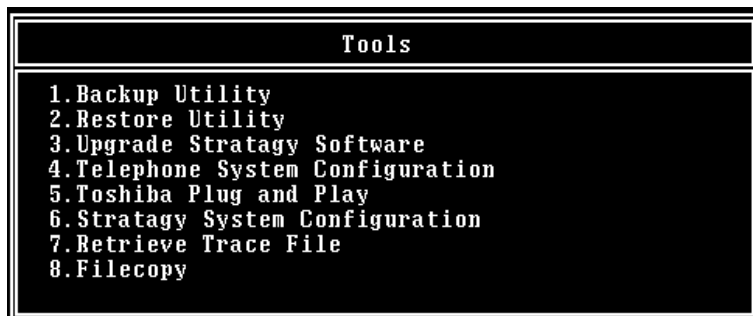 Tools
1.Backup Utility
2.Restore Utility
3.Upgrade Stratagy Software
4.Telephone System Configuration
5.Toshiba Plug and Play
6.Stratagy System Configuration
7.Retrieve Trace File
8.Filecopy